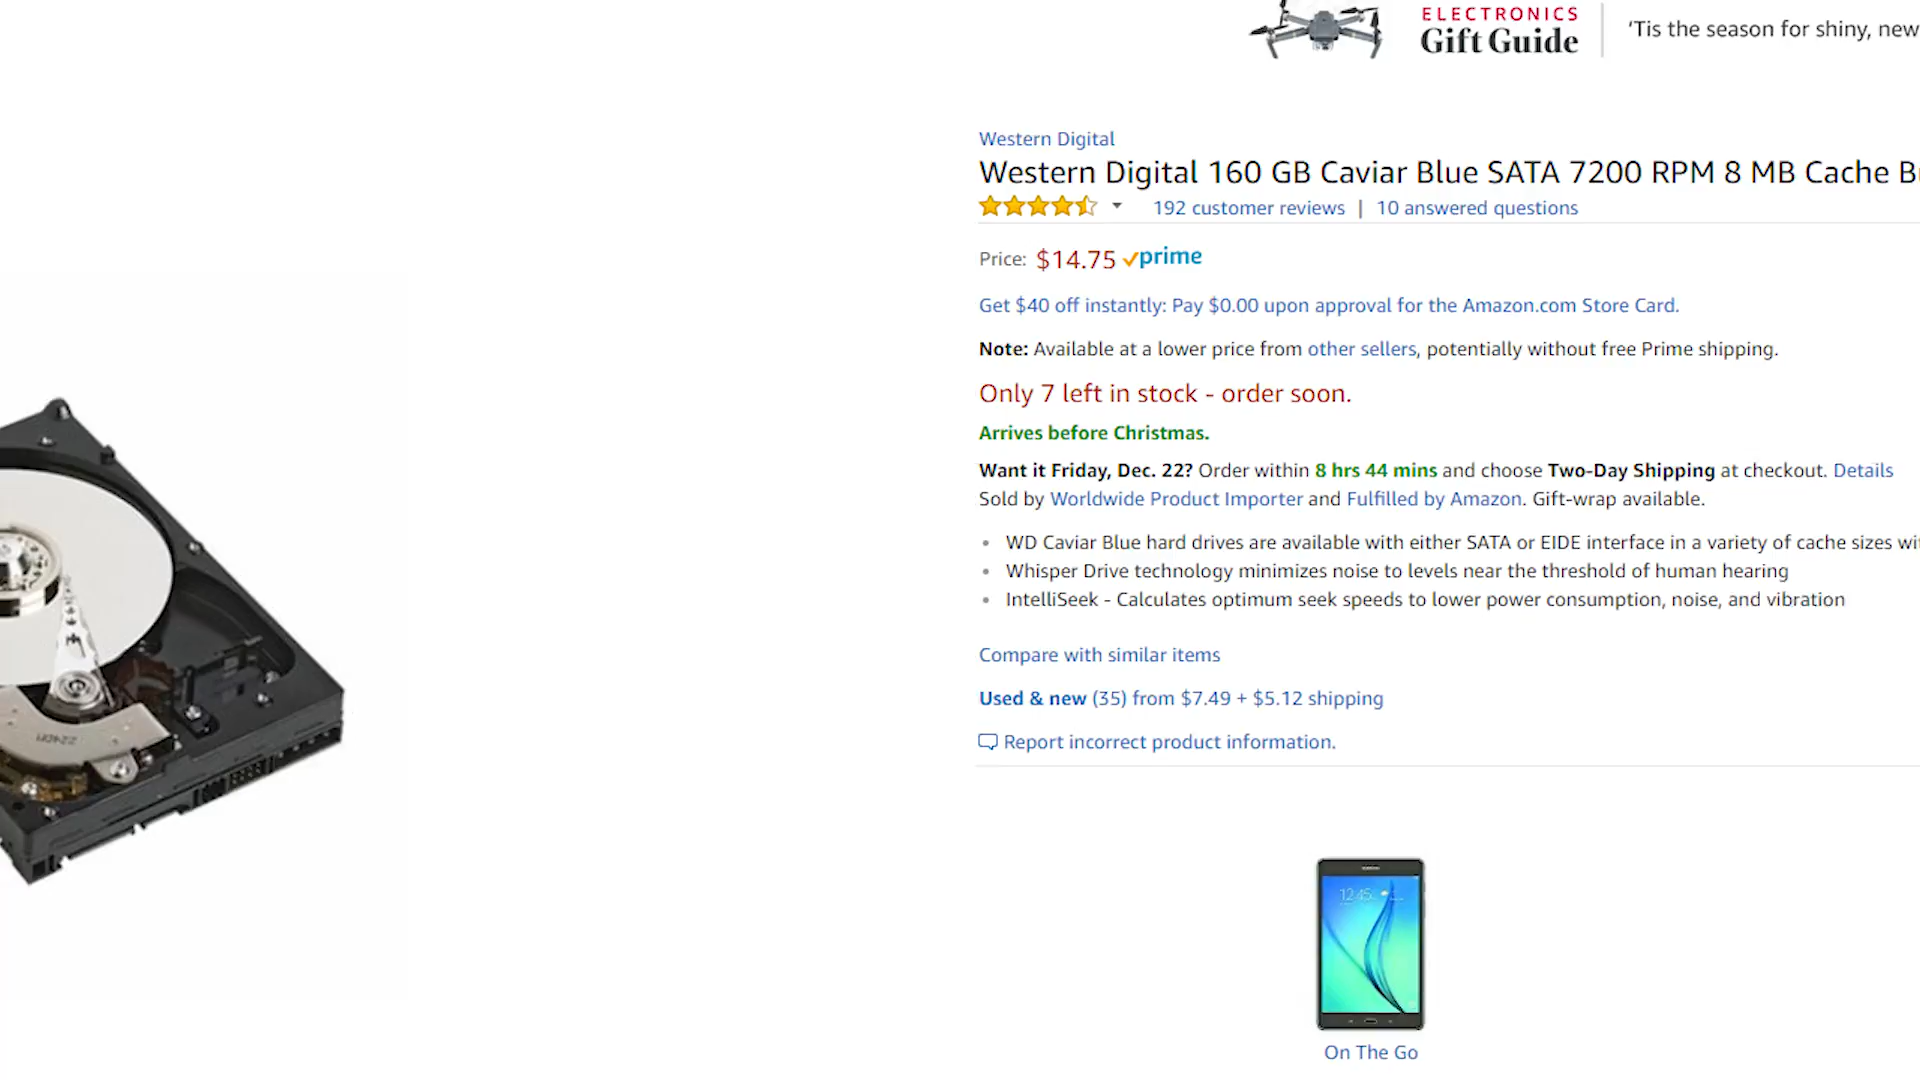 ELECTRONICS
Gift Guide
'Tis the season for shiny, new
Western Digital
Western Digital 160 GB Caviar Blue SATA 7200 RPM 8 MB Cache
192 customer reviews | 10 answered questions
Price: $14.75 prime
Get $40 off instantly: Pay $0.00 upon approval for the Amazon.com Store Card.
Note: Available at a lower price from other sellers, potentially without free Prime shipping.
Only 7 left in stock - order soon.
Arrives before Christmas.
Want it Friday, Dec. 22? Order within 8 hrs 44 mins and choose Two-Day Shipping at checkout. Details
Sold by Worldwide Product Importer and Fulfilled by Amazon. Gift-wrap available.
• WD Caviar Blue hard drives are available with either SATA or EIDE interface in a variety of cache sizes
• Whisper Drive technology minimizes noise to levels near the threshold of human hearing
• IntelliSeek - Calculates optimum seek speeds to lower power consumption, noise, and vibration
Compare with similar items
Used & new (35) from $7.49 + $5.12 shipping
Report incorrect product information.
12:45
On The Go